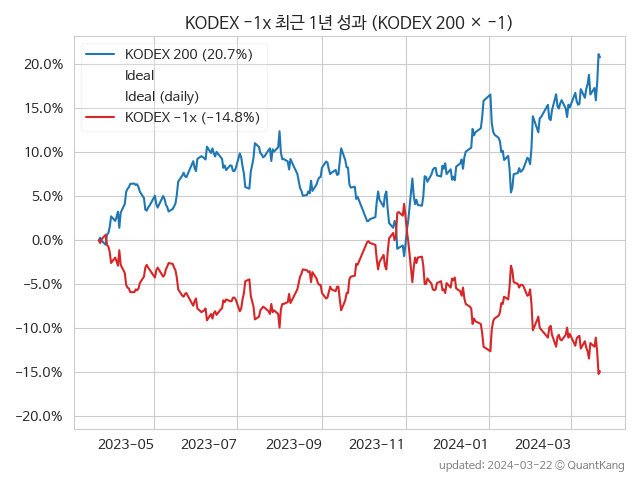 KODEX -1x 최근 1년 성과 (KODEX 200 × -1)
KODEX 200 (20.7%)
Ideal
Ideal (daily)
KODEX -1x (-14.8%)
20.0%
15.0%
10.0%
5.0%
0.0%
-5.0%
-10.0%
-15.0%
-20.0%
2023-05 2023-07 2023-09 2023-11 2024-01 2024-03
updated: 2024-03-22 © QuantKang